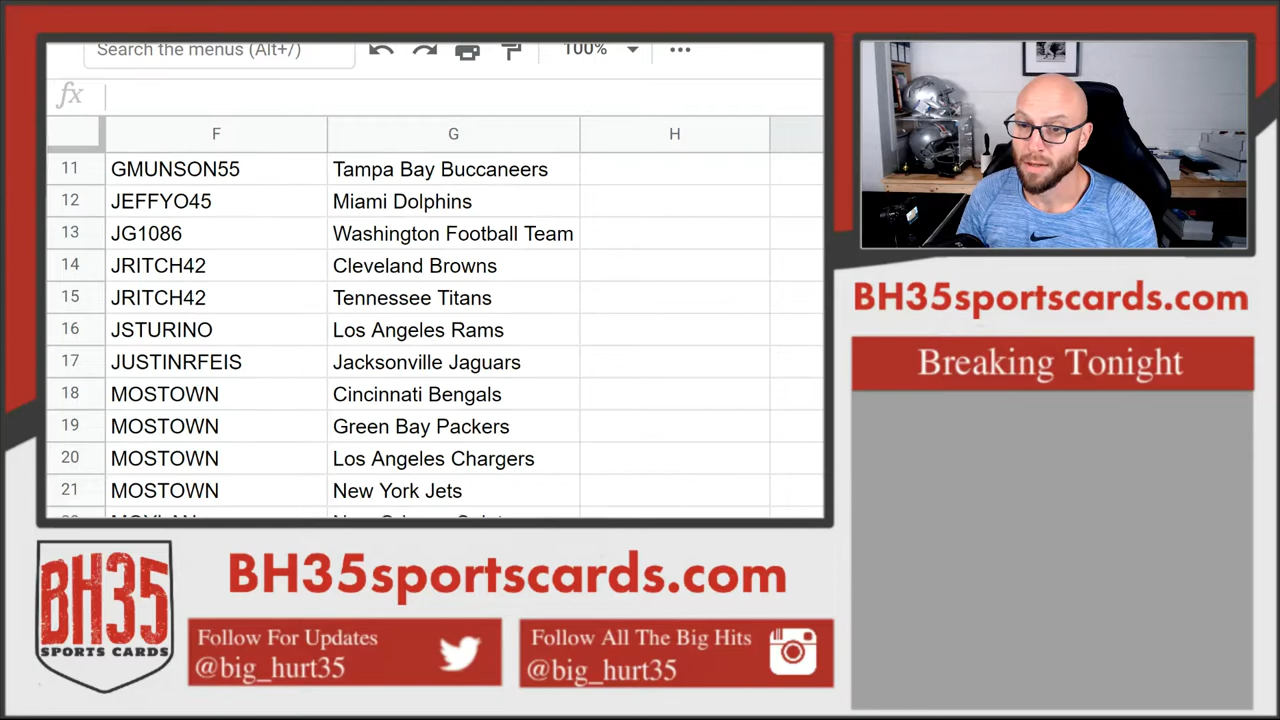 Search the menus (Alt+/)
100%
fx
F G H
11 GMUNSON55 Tampa Bay Buccaneers
12 JEFFYO45 Miami Dolphins
13 JG1086 Washington Football Team
14 JRITCH42 Cleveland Browns
15 JRITCH42 Tennessee Titans
16 JSTURINO Los Angeles Rams
17 JUSTINRFEIS Jacksonville Jaguars
18 MOSTOWN Cincinnati Bengals
19 MOSTOWN Green Bay Packers
20 MOSTOWN Los Angeles Chargers
21 MOSTOWN New York Jets
BH35sportscards.com
Breaking Tonight
BH35
SPORTS CARDS
BH35sportscards.com
Follow For Updates
@big_hurt35
Follow All The Big Hits
@big_hurt35